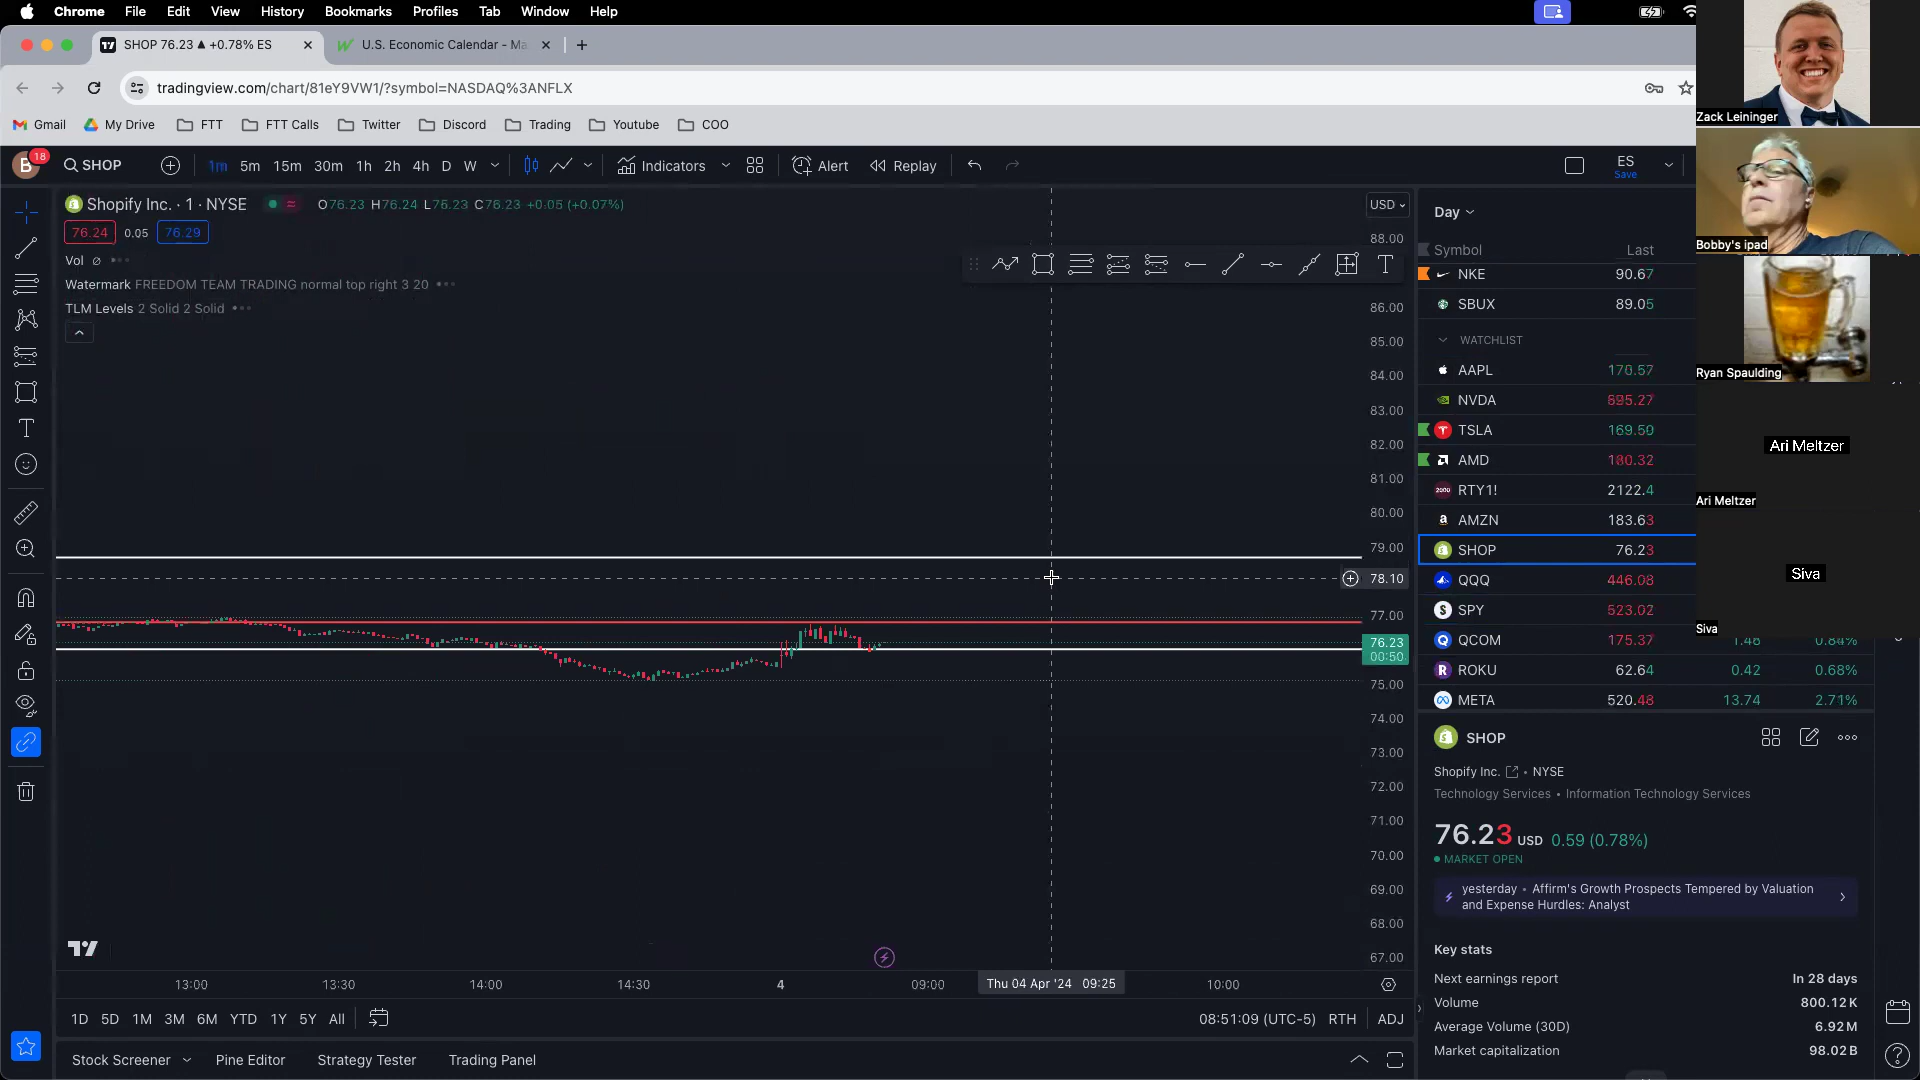 Chrome File Edit View History Bookmarks Profiles Tab Window Help
SHOP 76.23 ▲ +0.78% ES
U.S. Economic Calendar - Ma
tradingview.com/chart/81eY9VW1/?symbol=NASDAQ%3ANFLX
Gmail My Drive FTT FTT Calls Twitter Discord Trading Youtube COO
B 18 SHOP 1m 5m 15m 30m 1h 2h 4h D W Indicators Alert Replay ES
Save
Shopify Inc. · 1 · NYSE O76.23 H76.24 L76.23 C76.23 +0.05 (+0.07%)
76.24 0.05 76.29
Vol
Watermark FREEDOM TEAM TRADING normal top right 3 20
TLM Levels 2 Solid 2 Solid
USD
88.00
86.00
85.00
84.00
83.00
82.00
81.00
80.00
79.00
78.10
77.00
76.23
00:50
75.00
74.00
73.00
72.00
71.00
70.00
69.00
68.00
67.00
13:00 13:30 14:00 14:30 4 09:00 Thu 04 Apr '24 09:25 10:00
1D 5D 1M 3M 6M YTD 1Y 5Y All 08:51:09 (UTC-5) RTH ADJ
Stock Screener Pine Editor Strategy Tester Trading Panel
Day
Symbol Last
NKE 90.67
SBUX 89.05
WATCHLIST
AAPL 170.57
NVDA 895.27
TSLA 169.50
AMD 180.32
RTY1! 2122.4
AMZN 183.63
SHOP 76.23
QQQ 446.08
SPY 523.02
QCOM 175.37 1.46 0.84%
ROKU 62.64 0.42 0.68%
META 520.48 13.74 2.71%
SHOP
Shopify Inc. • NYSE
Technology Services • Information Technology Services
76.23 USD 0.59 (0.78%)
MARKET OPEN
yesterday • Affirm's Growth Prospects Tempered by Valuation
and Expense Hurdles: Analyst
Key stats
Next earnings report In 28 days
Volume 800.12K
Average Volume (30D) 6.92M
Market capitalization 98.02B
Zack Leininger
Bobby's ipad
Ryan Spaulding
Ari Meltzer
Ari Meltzer
Siva
Siva